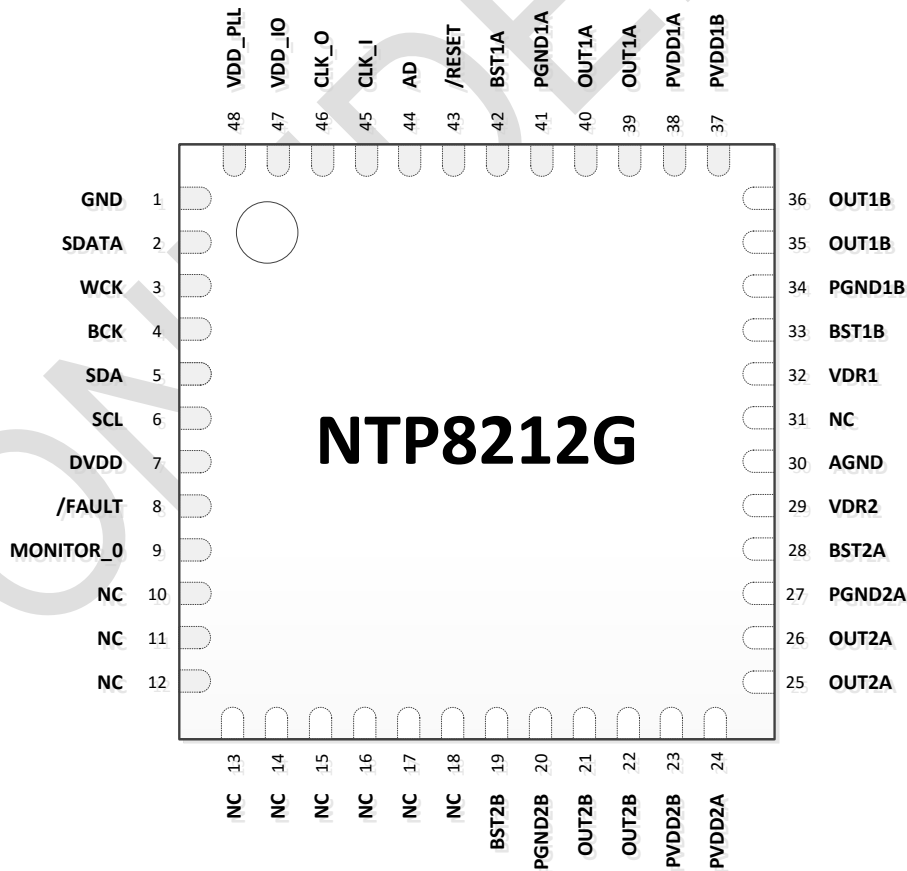 VDD_PLL
VDD_IO
CLK_O
CLK_I
AD
/RESET
BST1A
PGND1A
OUT1A
OUT1A
PVDD1A
PVDD1B
48
47
46
45
44
43
42
41
40
39
38
37
GND 1
SDATA 2
WCK 3
BCK 4
SDA 5
SCL 6
DVDD 7
/FAULT 8
MONITOR_0 9
NC 10
NC 11
NC 12
NTP8212G
36 OUT1B
35 OUT1B
34 PGND1B
33 BST1B
32 VDR1
31 NC
30 AGND
29 VDR2
28 BST2A
27 PGND2A
26 OUT2A
25 OUT2A
13
14
15
16
17
18
19
20
21
22
23
24
NC
NC
NC
NC
NC
NC
BST2B
PGND2B
OUT2B
OUT2B
PVDD2B
PVDD2A